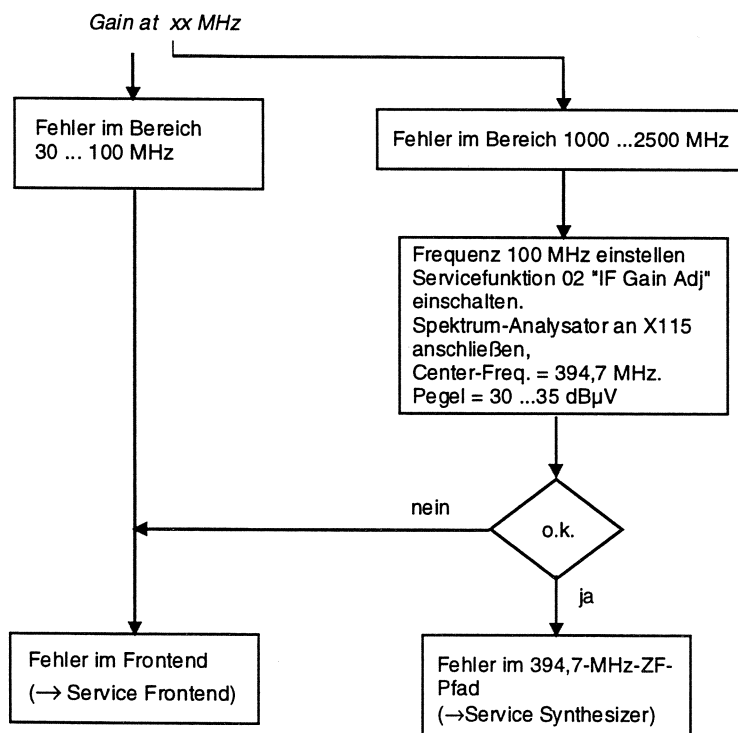 Gain at xx MHz
Fehler im Bereich
30 ... 100 MHz
Fehler im Bereich 1000 ...2500 MHz
Frequenz 100 MHz einstellen
Servicefunktion 02 "IF Gain Adj"
einschalten.
Spektrum-Analysator an X115
anschließen,
Center-Freq. = 394,7 MHz.
Pegel = 30 ...35 dBµV
nein
o.k.
ja
Fehler im Frontend
(→ Service Frontend)
Fehler im 394,7-MHz-ZF-
Pfad
(→Service Synthesizer)